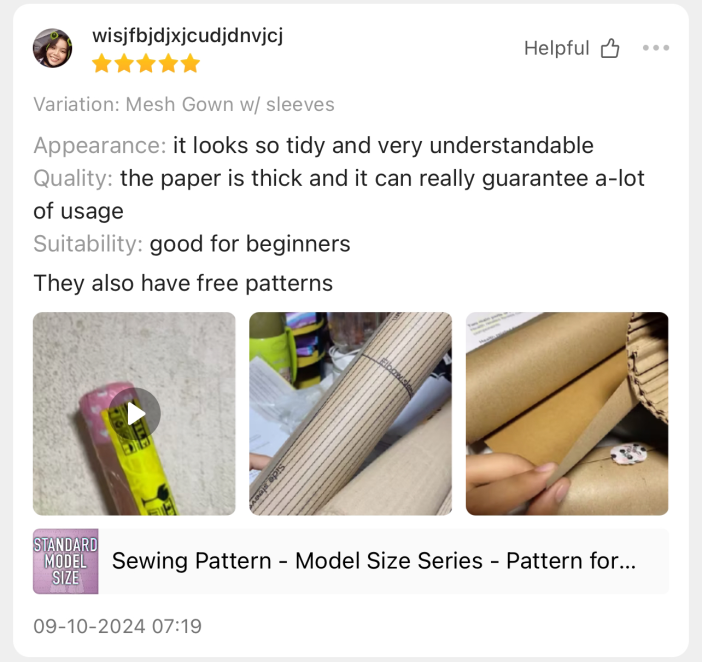 wisjfbjdjxjcudjdnvjcj
Helpful
Variation: Mesh Gown w/ sleeves
Appearance: it looks so tidy and very understandable
Quality: the paper is thick and it can really guarantee a-lot
of usage
Suitability: good for beginners
They also have free patterns
STANDARD
MODEL
SIZE
Sewing Pattern - Model Size Series - Pattern for...
09-10-2024 07:19